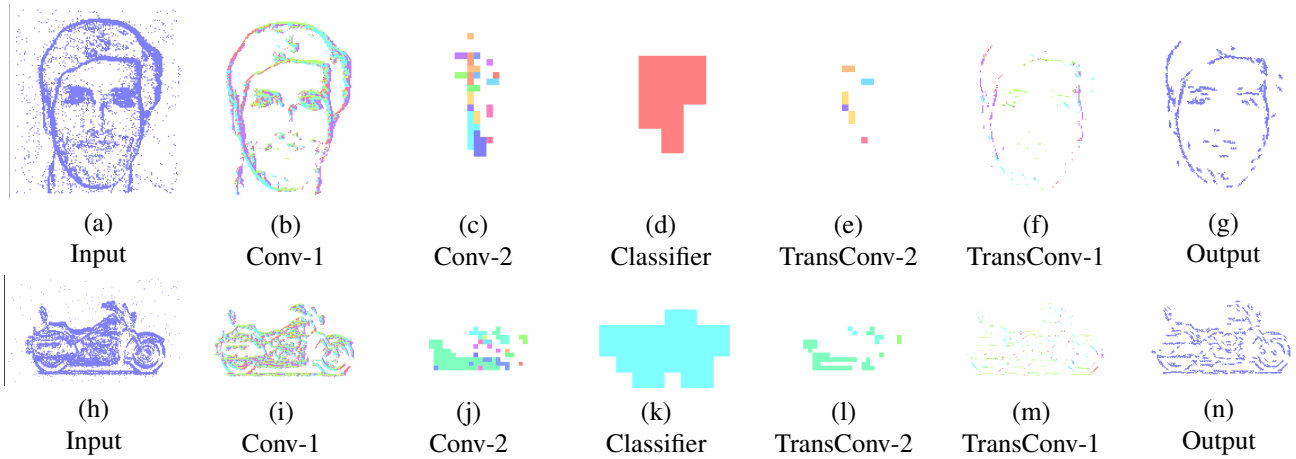 (a) (b) (c) (d) (e) (f) (g)
Input Conv-1 Conv-2 Classifier TransConv-2 TransConv-1 Output
(h) (i) (j) (k) (l) (m) (n)
Input Conv-1 Conv-2 Classifier TransConv-2 TransConv-1 Output